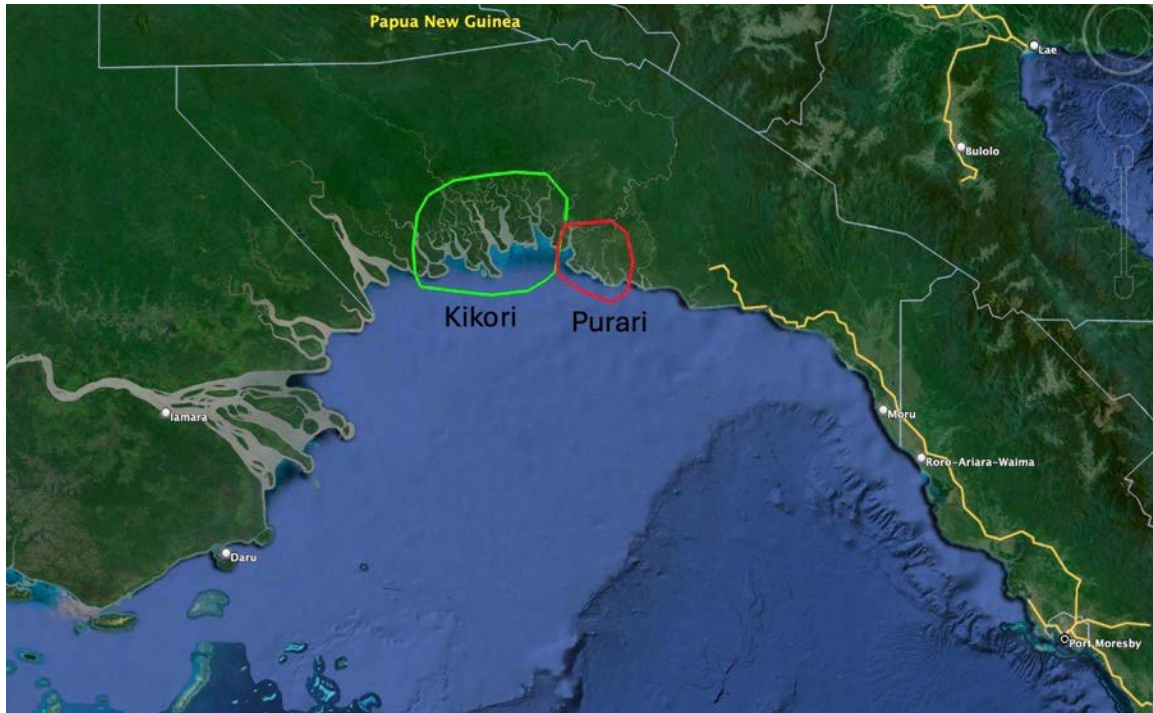 Papua New Guinea
Lae
Bulolo
Kikori
Purari
Iamara
Moru
Roro-Ariara-Waima
Daru
Port Moresby